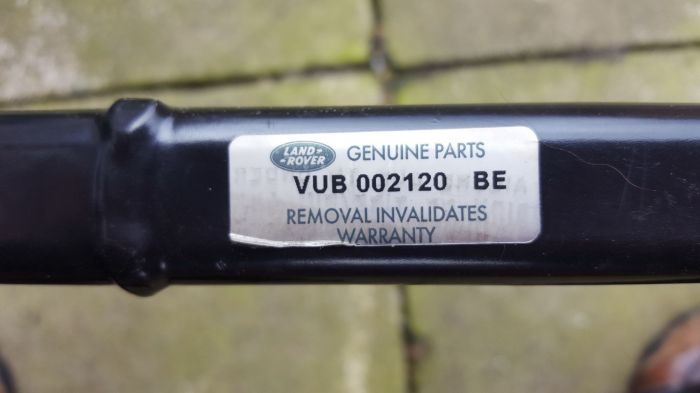 LAND-
-ROVER
GENUINE PARTS
VUB 002120 BE
REMOVAL INVALIDATES
WARRANTY